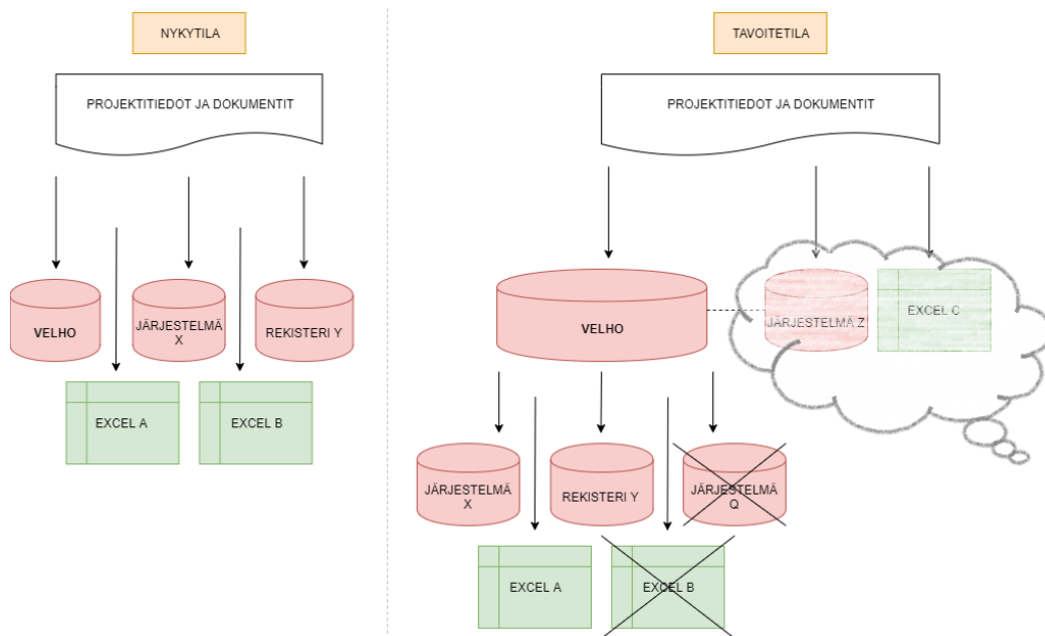 NYKYTILA
PROJEKTITIEDOT JA DOKUMENTIT
VELHO
JÄRJESTELMÄ
X
REKISTERI Y
EXCEL A
EXCEL B
TAVOITETILA
PROJEKTITIEDOT JA DOKUMENTIT
VELHO
JÄRJESTELMÄ Z
EXCEL C
JÄRJESTELMÄ
X
REKISTERI Y
JÄRJESTELMÄ
Q
EXCEL A
EXCEL B